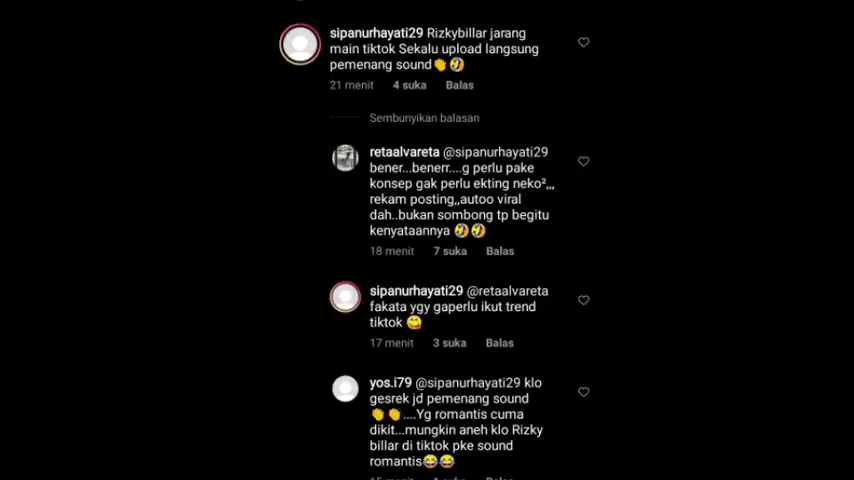 sipanurhayati29 Rizkybillar jarang
main tiktok Sekalu upload langsung
pemenang sound👏🤣
21 menit 4 suka Balas
Sembunyikan balasan
retaalvareta @sipanurhayati29
bener...benerr....g perlu pake
konsep gak perlu ekting neko²,,,
rekam posting,,autoo viral
dah..bukan sombong tp begitu
kenyataannya 🤣🤣
18 menit 7 suka Balas
sipanurhayati29 @retaalvareta
fakata ygy gaperlu ikut trend
tiktok 😋
17 menit 3 suka Balas
yos.i79 @sipanurhayati29 klo
gesrek jd pemenang sound
👏👏....Yg romantis cuma
dikit...mungkin aneh klo Rizky
billar di tiktok pke sound
romantis😂😂